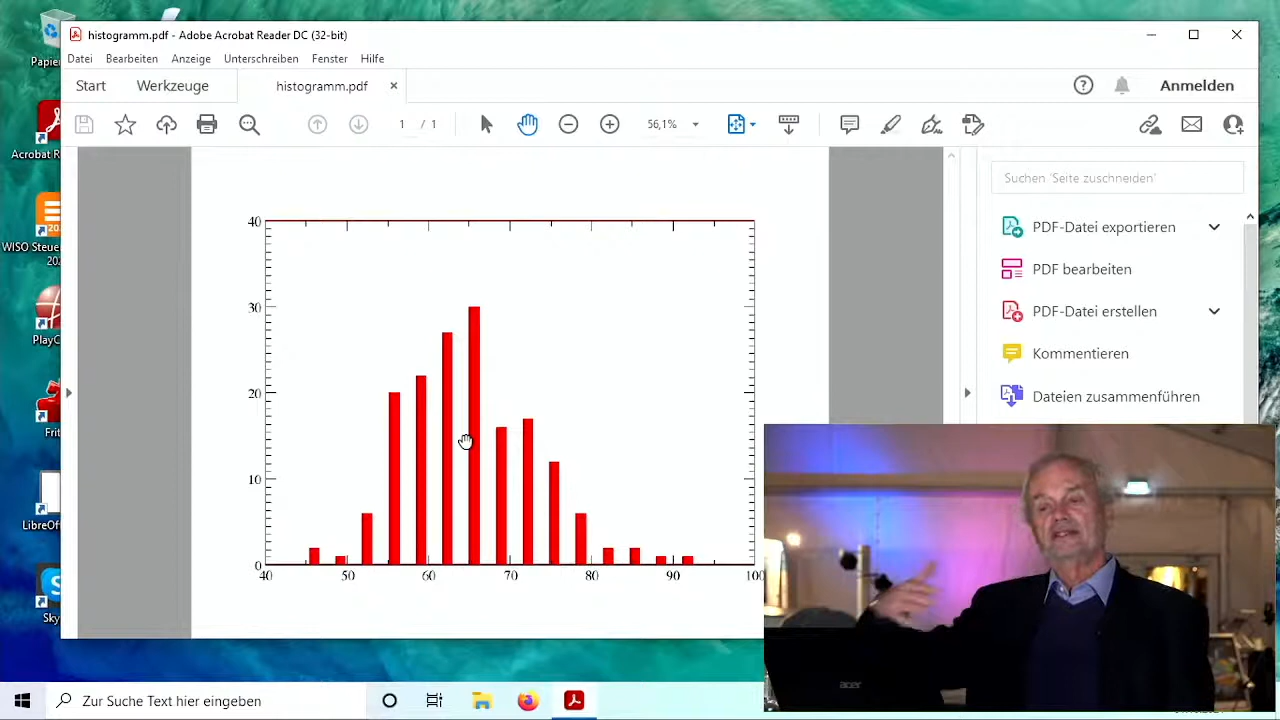 histogramm.pdf - Adobe Acrobat Reader DC (32-bit)
Datei Bearbeiten Anzeige Unterschreiben Fenster Hilfe
Start Werkzeuge histogramm.pdf × Anmelden
1 / 1 56,1%
Suchen 'Seite zuschneiden'
PDF-Datei exportieren
PDF bearbeiten
PDF-Datei erstellen
Kommentieren
Dateien zusammenführen
40
30
20
10
0
40 50 60 70 80 90 100
Papie
Acrobat R
WISO Steue
20
PlayC
Frit
LibreOf
Sky
acer
Zur Suche Text hier eingeben